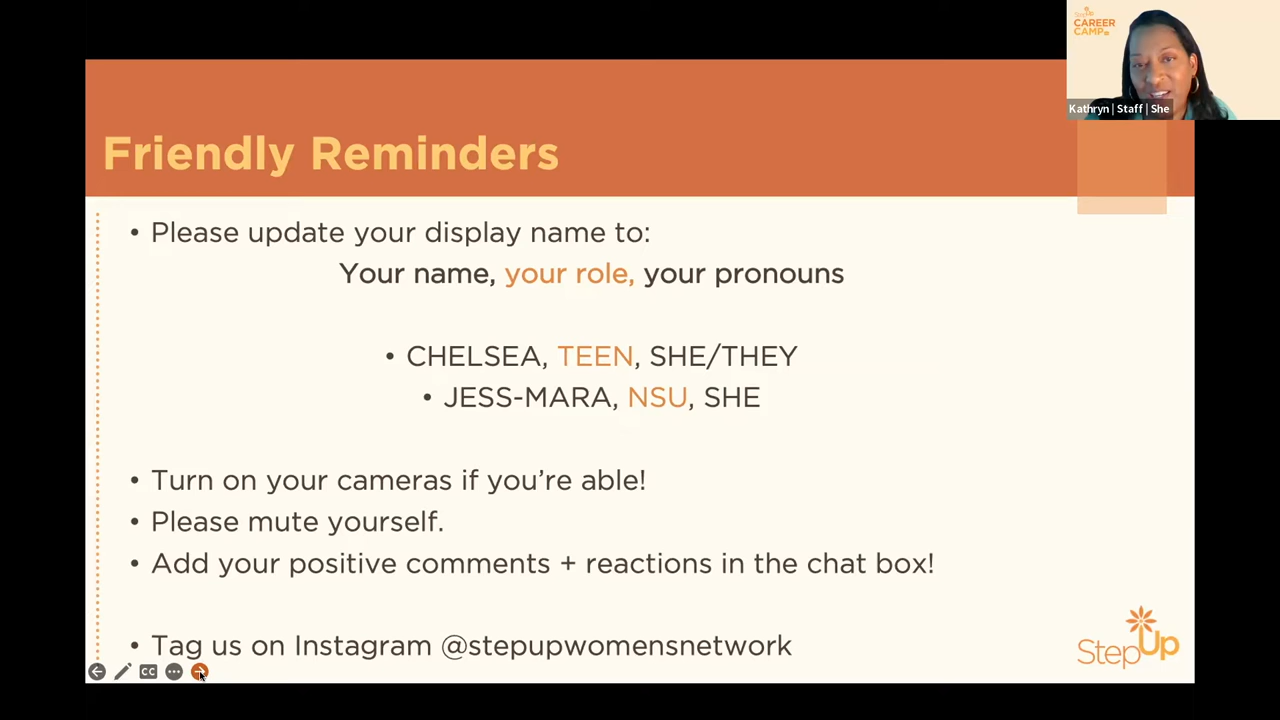 StepUp
CAREER
CAMP
Kathryn | Staff | She
Friendly Reminders
• Please update your display name to:
Your name, your role, your pronouns
• CHELSEA, TEEN, SHE/THEY
• JESS-MARA, NSU, SHE
• Turn on your cameras if you’re able!
• Please mute yourself.
• Add your positive comments + reactions in the chat box!
• Tag us on Instagram @stepupwomensnetwork
CC
StepUp